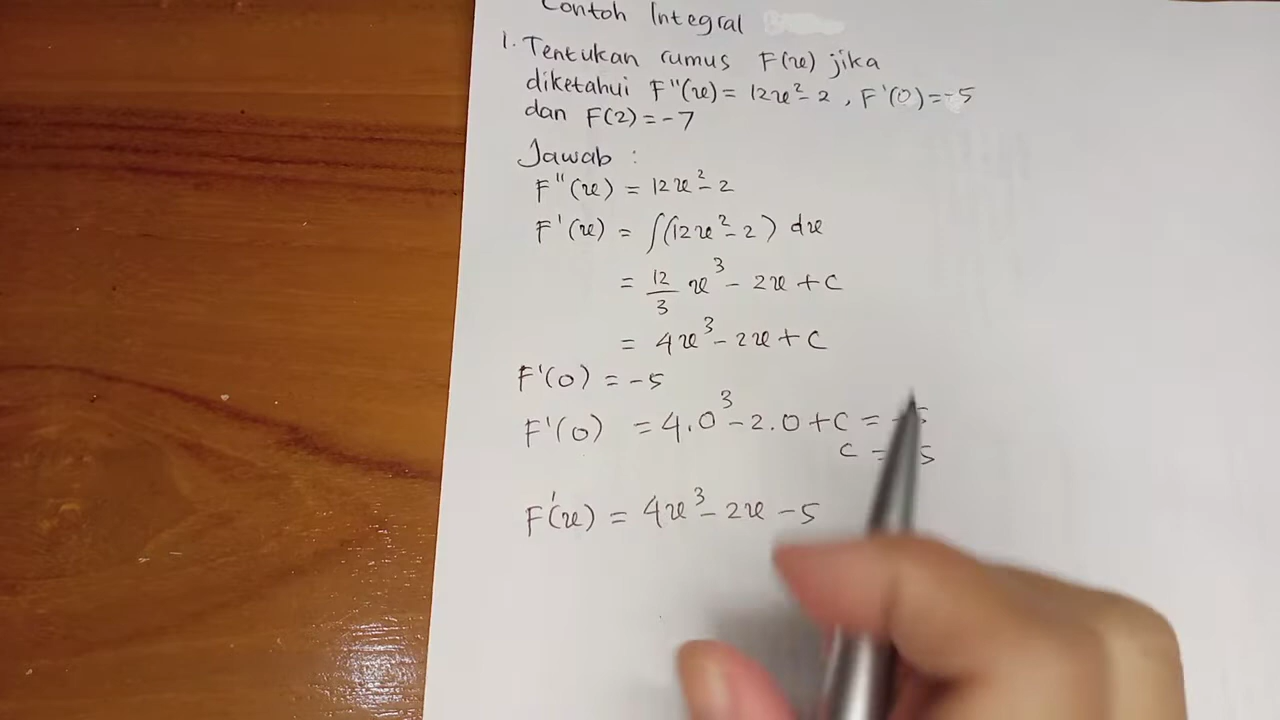 Contoh Integral
1. Tentukan rumus F(x) jika
diketahui F''(x) = 12x² - 2, F'(0) = -5
dan F(2) = -7
Jawab :
F''(x) = 12x² - 2
F'(x) = ∫(12x² - 2) dx
= 12/3 x³ - 2x + C
= 4x³ - 2x + C
F'(0) = -5
F'(0) = 4.0³ - 2.0 + C =
C = 5
F'(x) = 4x³ - 2x - 5